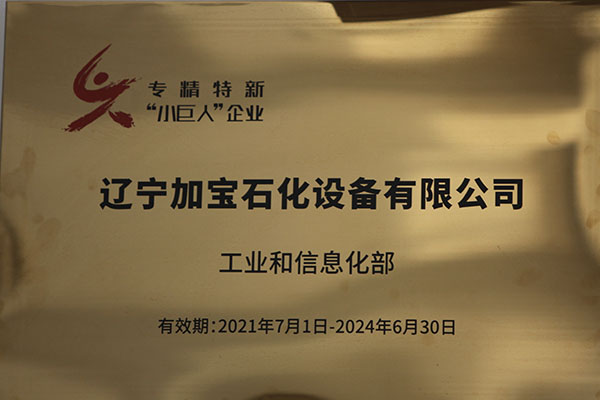 专精特新
“小巨人”企业
辽宁加宝石化设备有限公司
工业和信息化部
有效期：2021年7月1日-2024年6月30日